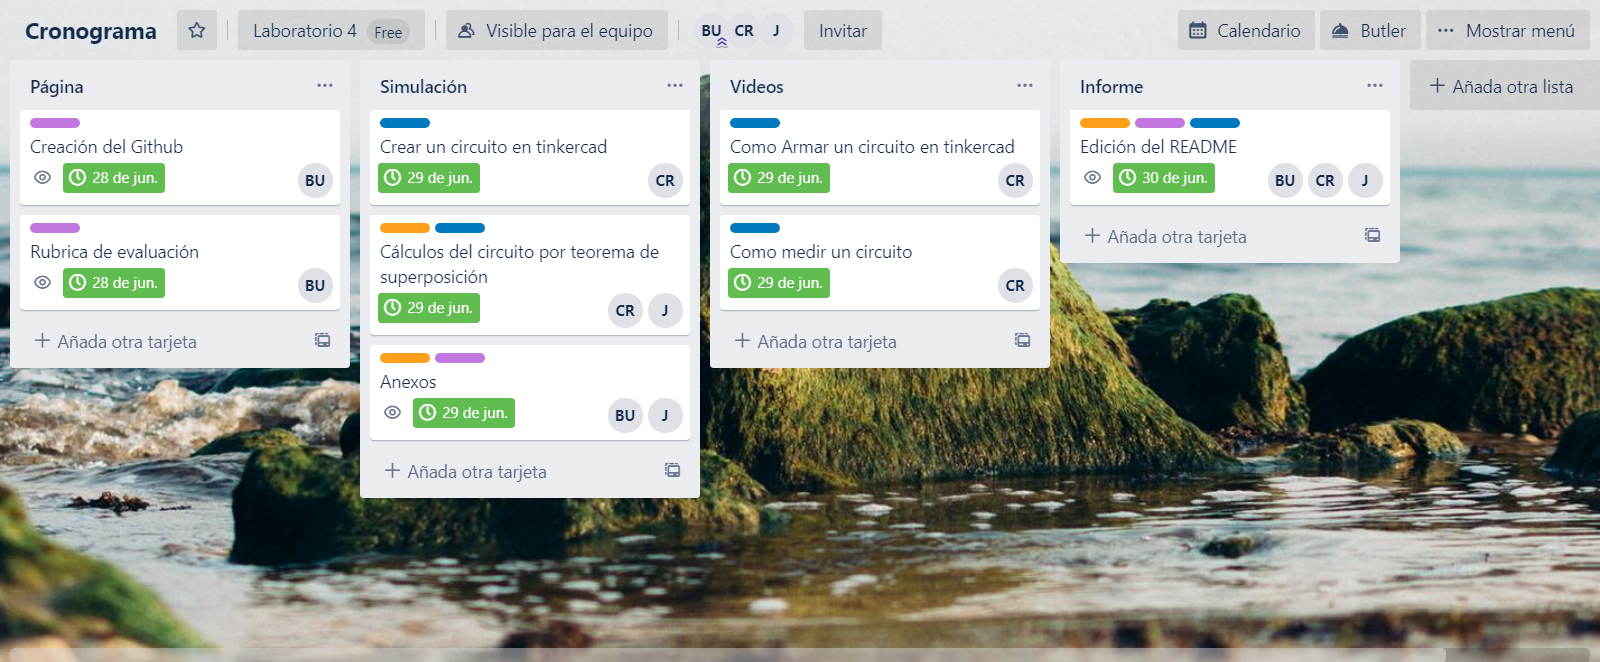 Cronograma
Laboratorio 4 Free
Visible para el equipo
BU CR J
Invitar
Calendario
Butler
Mostrar menú
Página
Creación del Github
28 de jun.
BU
Rubrica de evaluación
28 de jun.
BU
Añada otra tarjeta
Simulación
Crear un circuito en tinkercad
29 de jun.
CR
Cálculos del circuito por teorema de
superposición
29 de jun.
CR J
Anexos
29 de jun.
BU J
Añada otra tarjeta
Videos
Como Armar un circuito en tinkercad
29 de jun.
CR
Como medir un circuito
29 de jun.
CR
Añada otra tarjeta
Informe
Edición del README
30 de jun.
BU CR J
Añada otra tarjeta
Añada otra lista